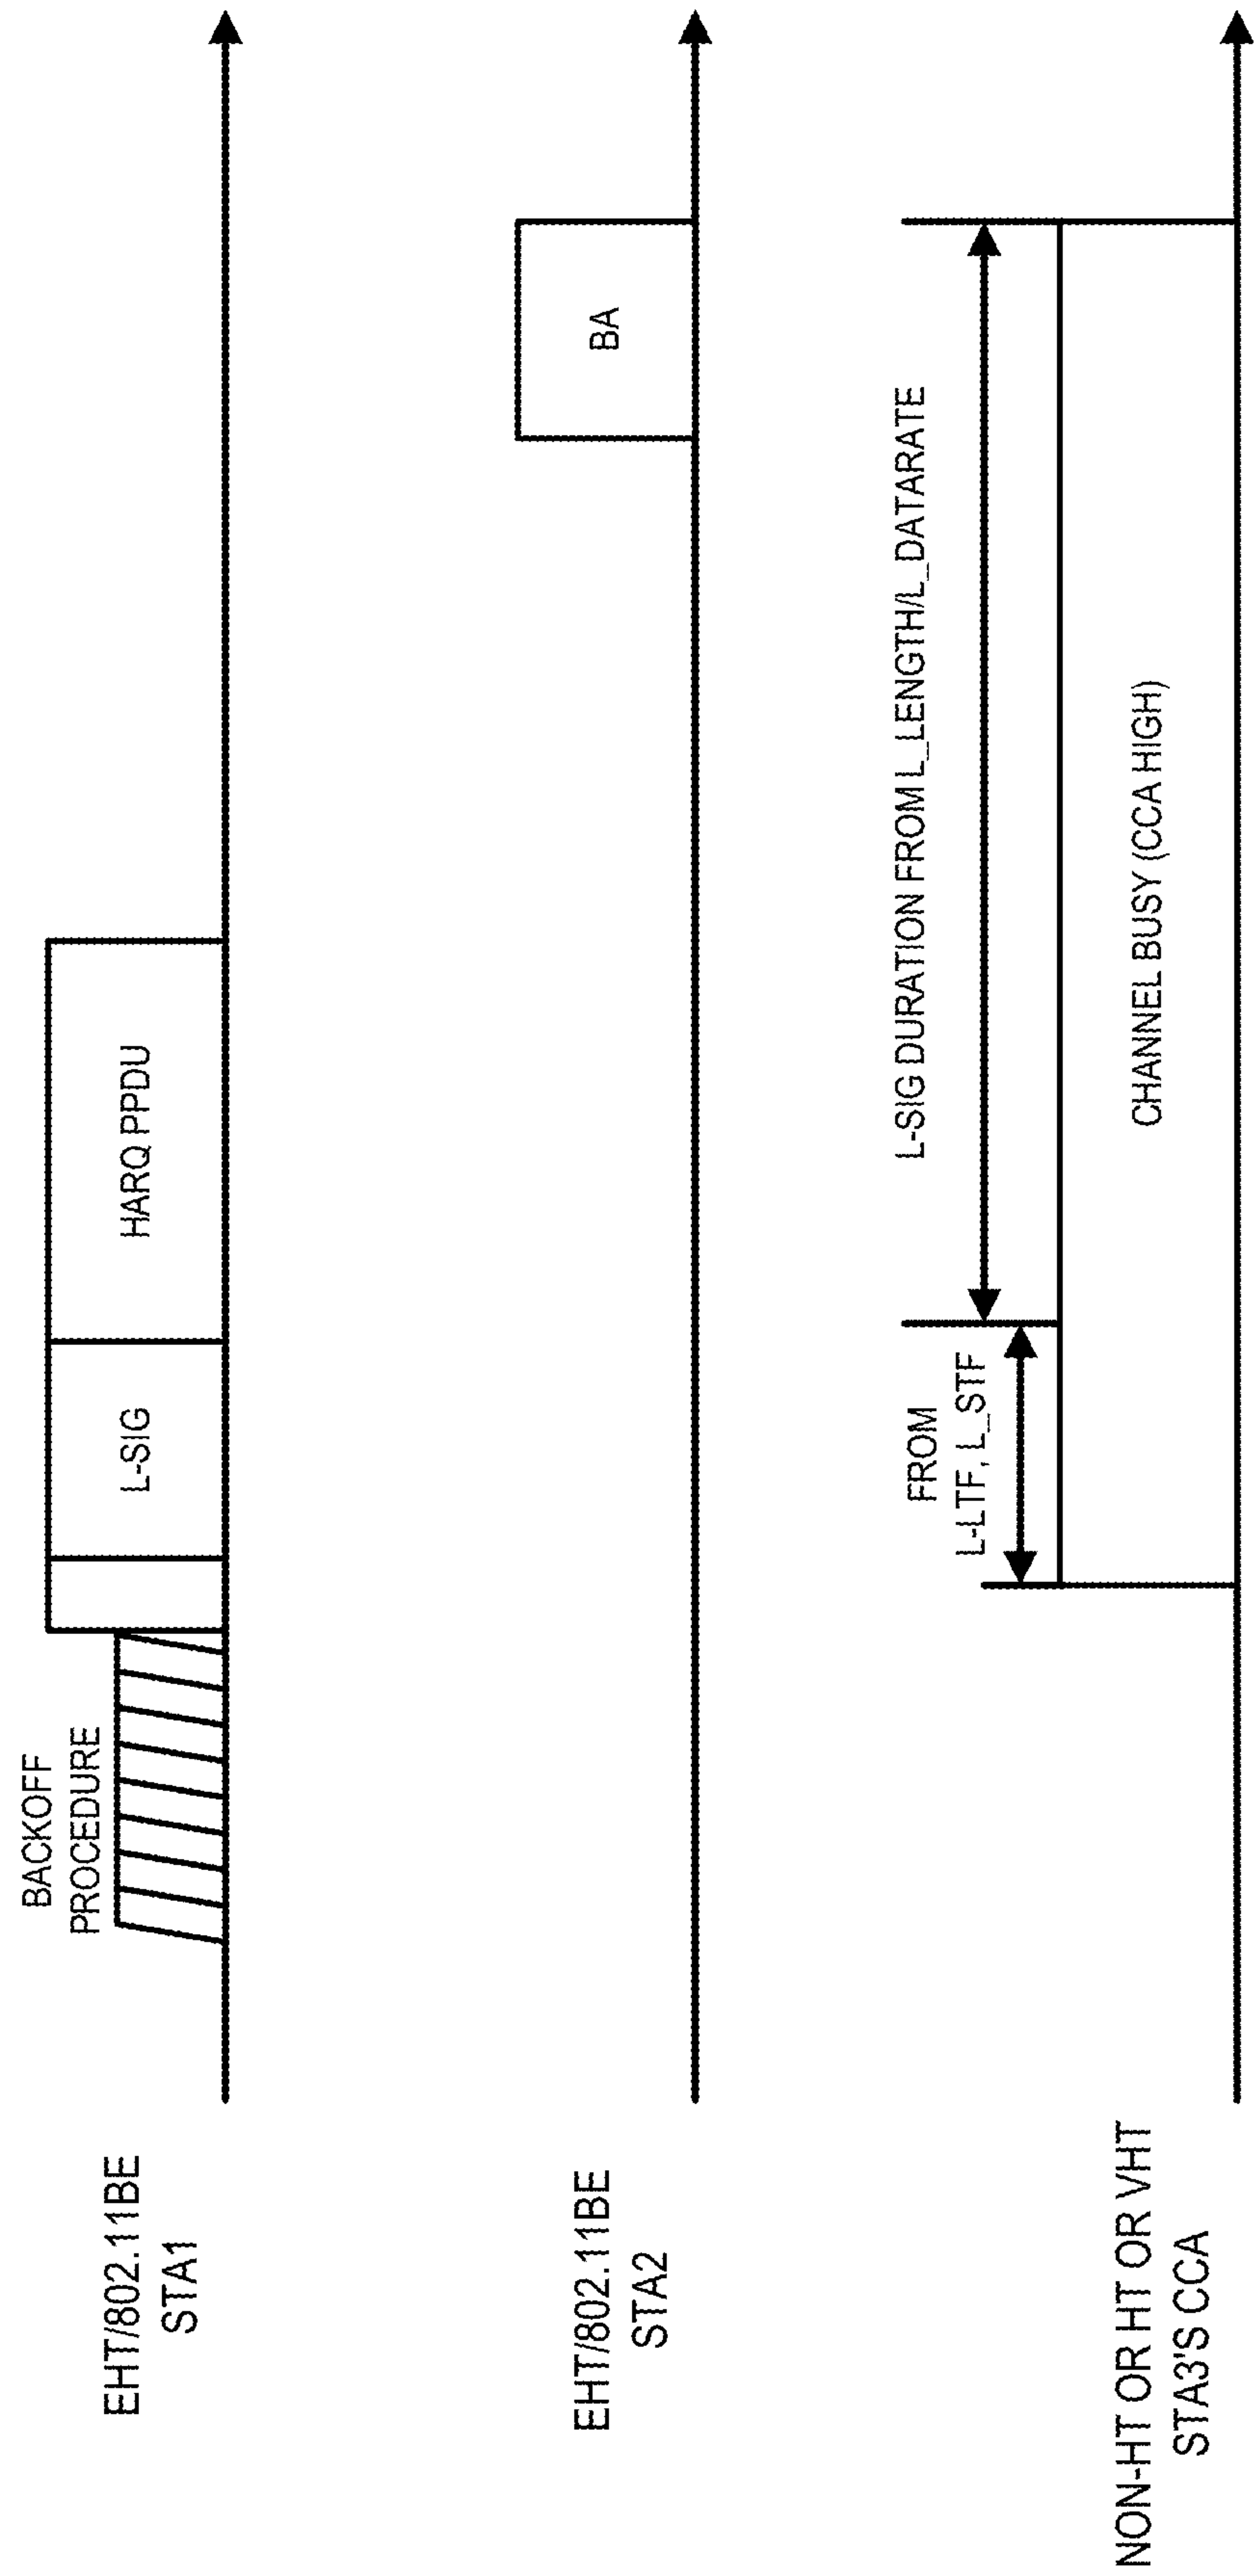 EHT/802.11BE
STA1
BACKOFF
PROCEDURE
L-SIG
HARQ PPDU
EHT/802.11BE
STA2
BA
NON-HT OR HT OR VHT
STA3'S CCA
FROM
L-LTF, L_STF
L-SIG DURATION FROM L_LENGTH/L_DATARATE
CHANNEL BUSY (CCA HIGH)